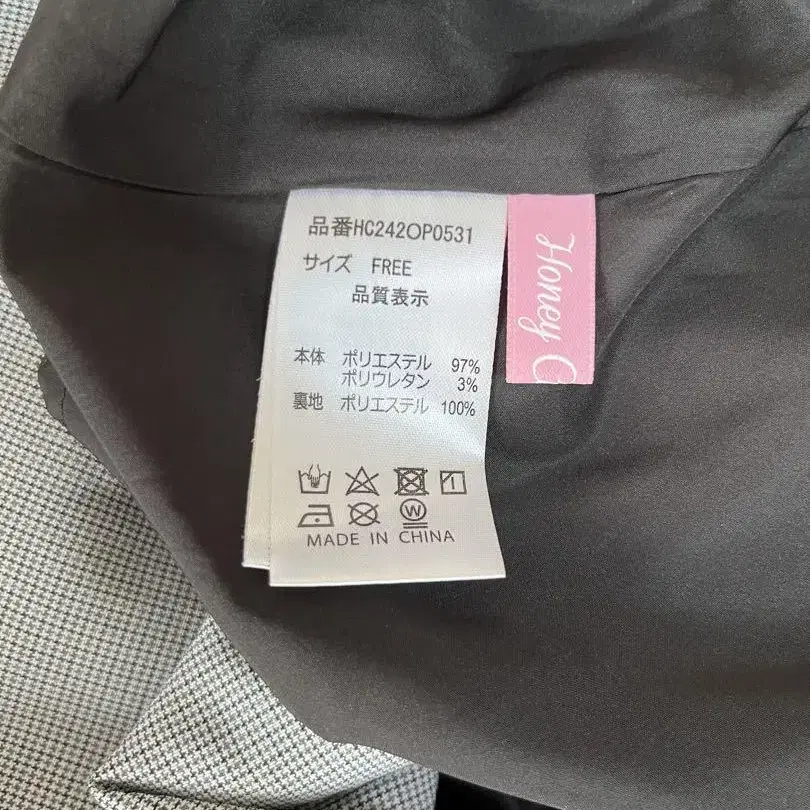 品番HC242OP0531
サイズ FREE
品質表示
本体 ポリエステル 97%
ポリウレタン 3%
裏地 ポリエステル 100%
W
MADE IN CHINA
Honey